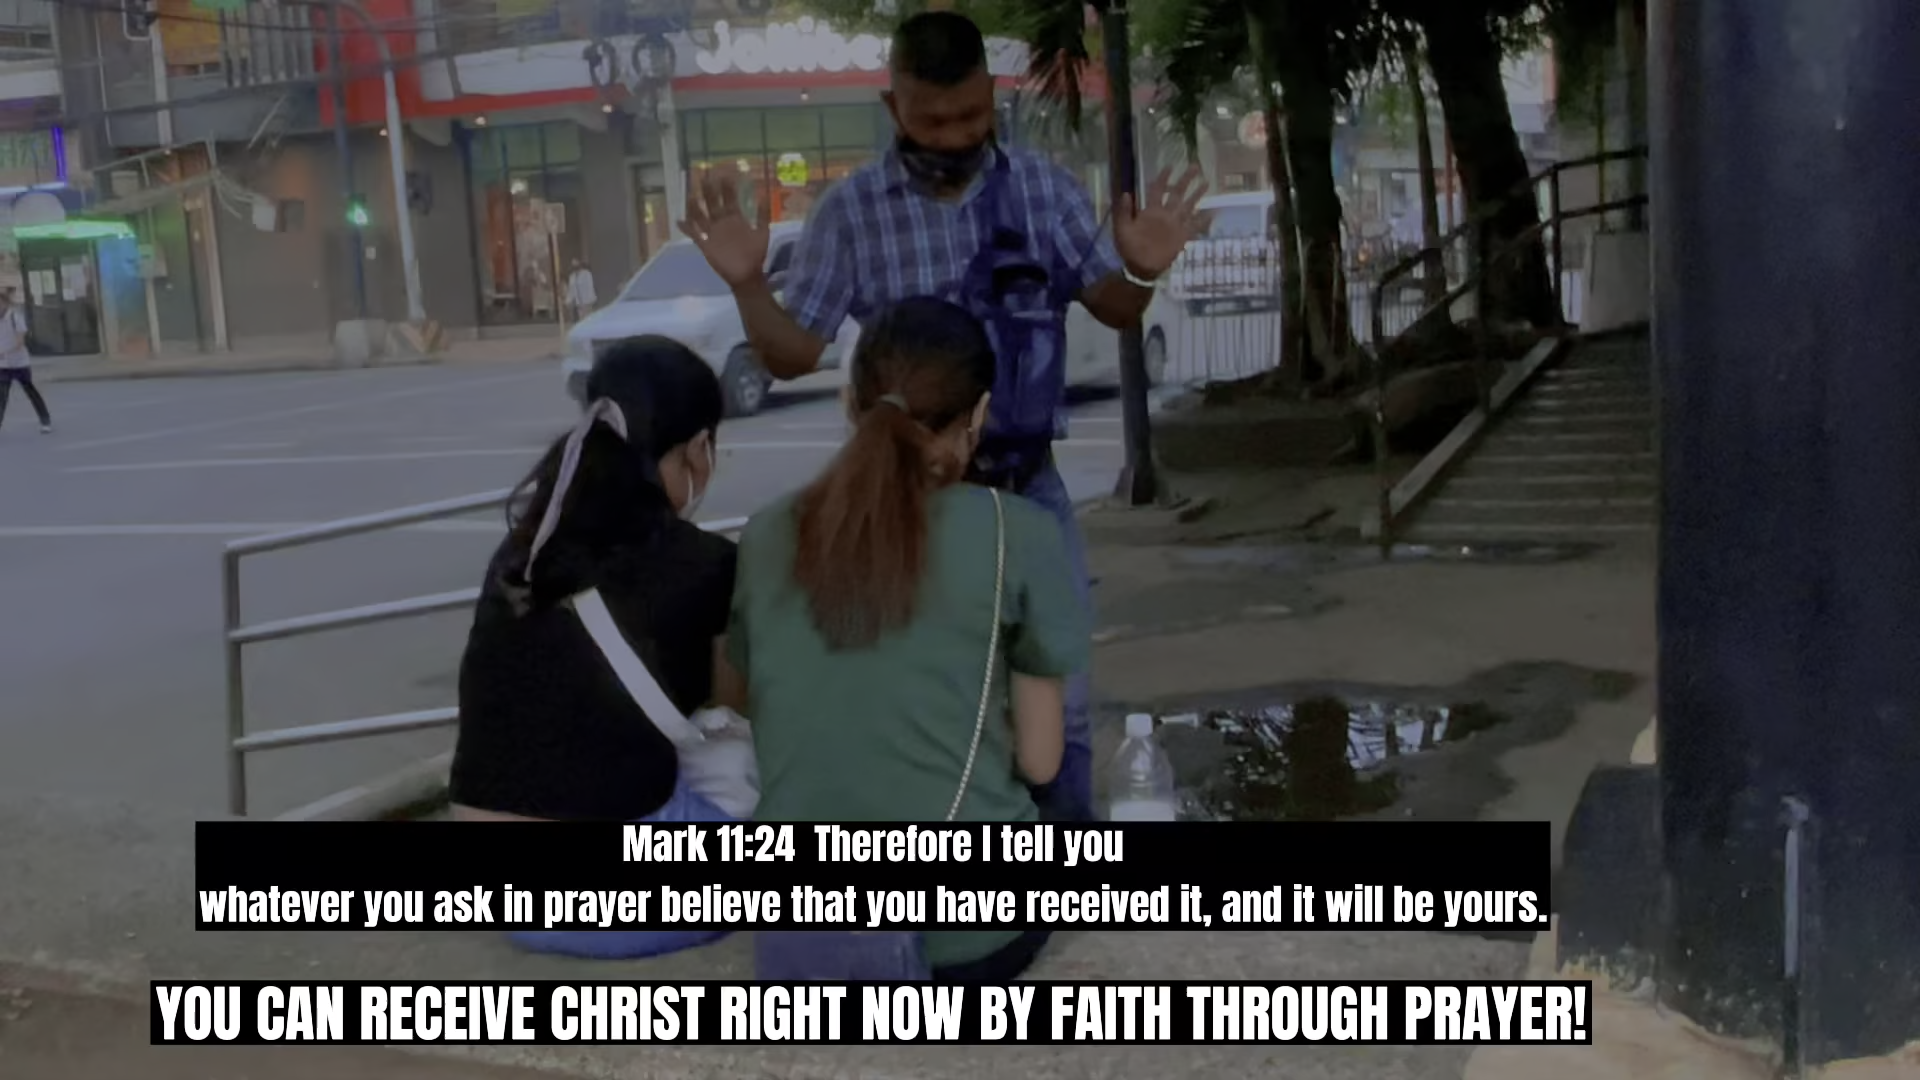 Jollibee
Mark 11:24  Therefore I tell you
whatever you ask in prayer believe that you have received it, and it will be yours.
YOU CAN RECEIVE CHRIST RIGHT NOW BY FAITH THROUGH PRAYER!